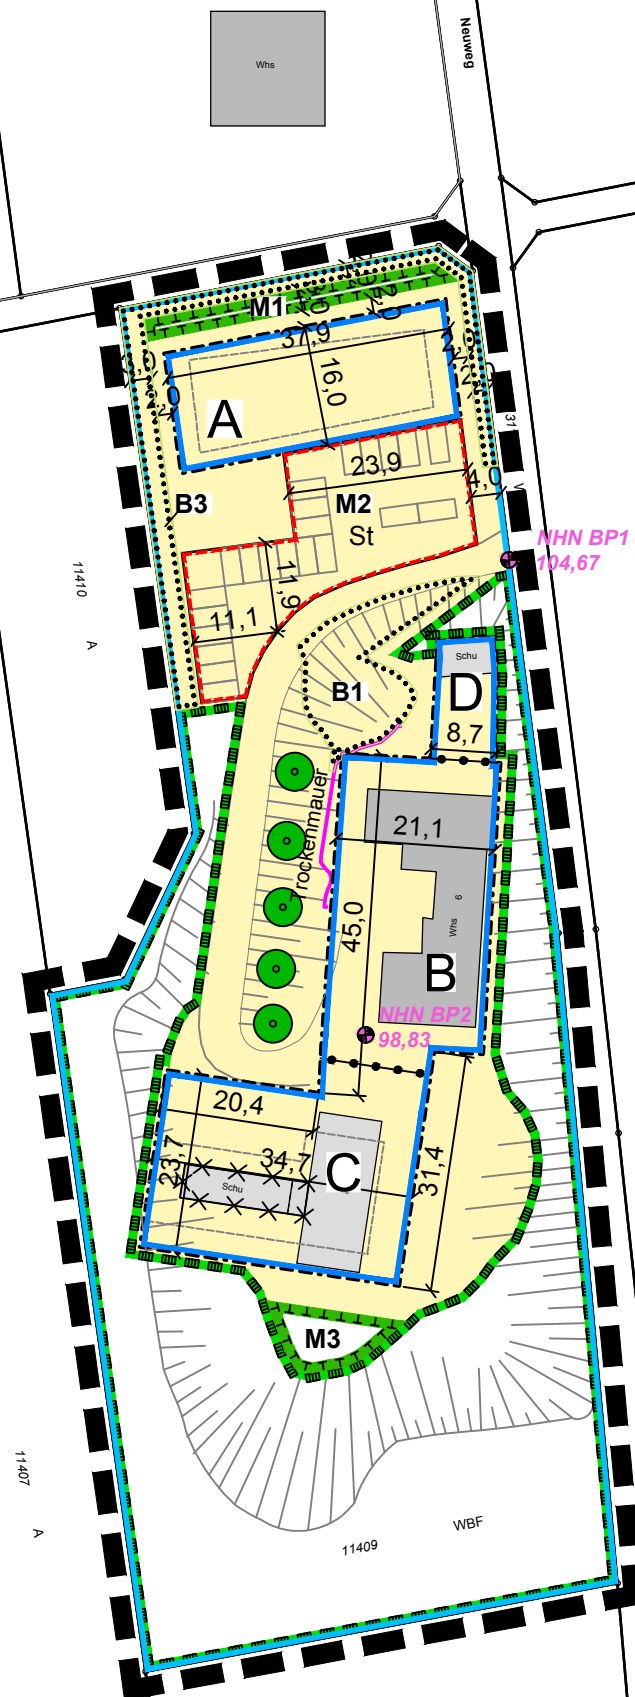 Whs
Neuweg
M1
37,9
16,0
A
31
23,9
4,0
B3
M2
St
NHN BP1
104,67
11410
A
11,9
11,1
Schu
B1
D
8,7
Trockenmauer
21,1
45,0
Whs 6
B
NHN BP2
98,83
20,4
23,7
34,7
C
31,4
Schu
M3
11407
A
WBF
11409